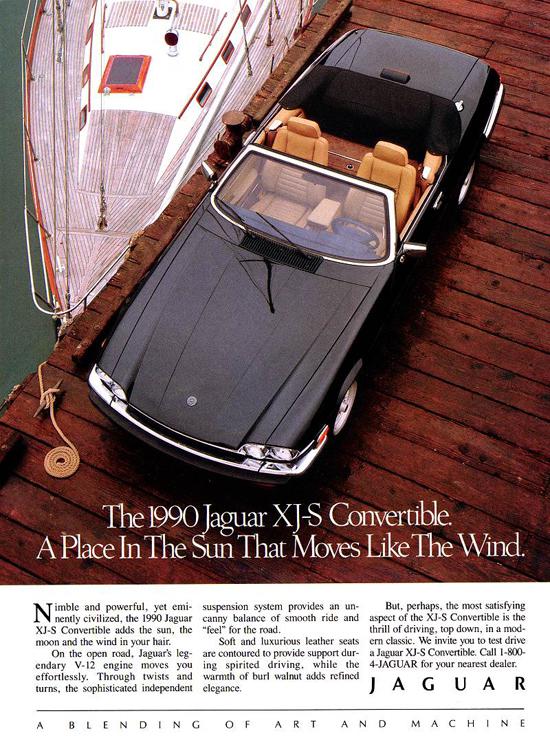 The 1990 Jaguar XJ-S Convertible.
A Place In The Sun That Moves Like The Wind.
Nimble and powerful, yet emi-
nently civilized, the 1990 Jaguar
XJ-S Convertible adds the sun, the
moon and the wind in your hair.
On the open road, Jaguar's leg-
endary V-12 engine moves you
effortlessly. Through twists and
turns, the sophisticated independent
suspension system provides an un-
canny balance of smooth ride and
“feel” for the road.
Soft and luxurious leather seats
are contoured to provide support dur-
ing spirited driving, while the
warmth of burl walnut adds refined
elegance.
But, perhaps, the most satisfying
aspect of the XJ-S Convertible is the
thrill of driving, top down, in a mod-
ern classic. We invite you to test drive
a Jaguar XJ-S Convertible. Call 1-800-
4-JAGUAR for your nearest dealer.
JAGUAR
A BLENDING OF ART AND MACHINE